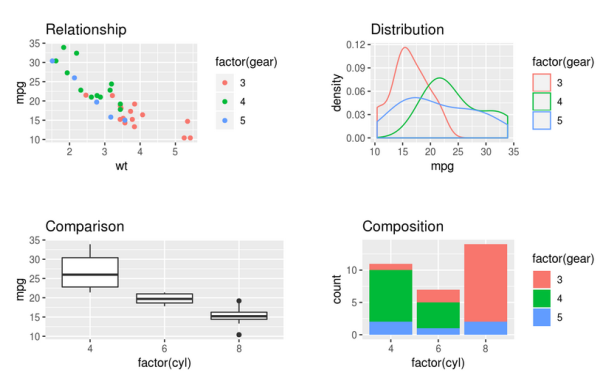 Relationship
35
30
25
20
15
10
mpg
2 3 4 5
wt
factor(gear)
3
4
5
Distribution
0.12
0.09
0.06
0.03
0.00
density
10 15 20 25 30 35
mpg
factor(gear)
3
4
5
Comparison
35
30
25
20
15
10
mpg
4 6 8
factor(cyl)
Composition
10
5
0
count
4 6 8
factor(cyl)
factor(gear)
3
4
5